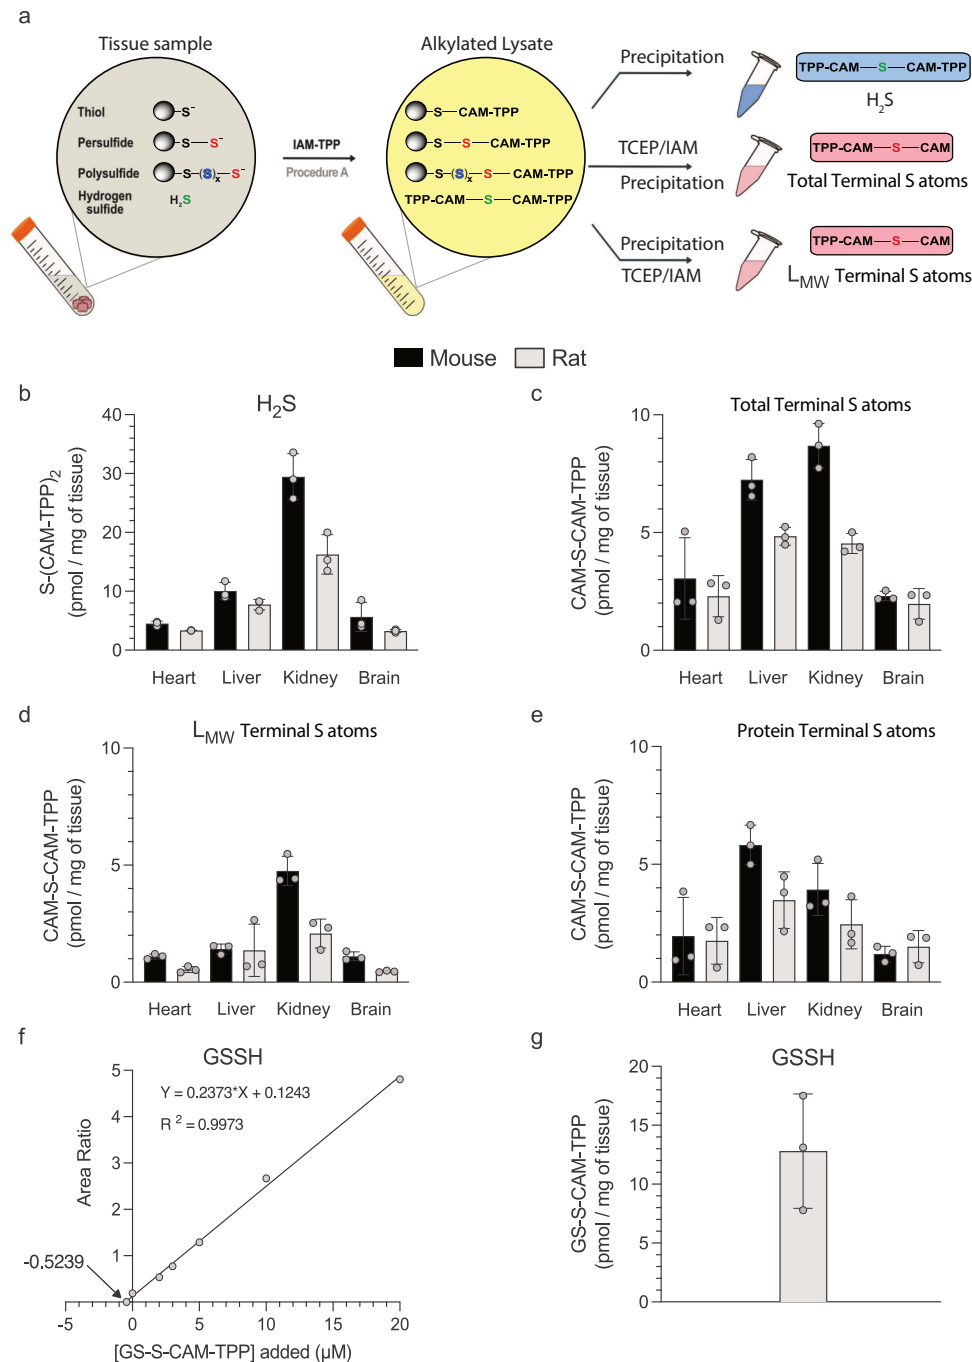 a
Tissue sample
Alkylated Lysate
Thiol
S⁻
Persulfide
S—S⁻
Polysulfide
S—(S)x—S⁻
Hydrogen
sulfide
H₂S
IAM-TPP
Procedure A
S—CAM-TPP
S—S—CAM-TPP
S—(S)x—S—CAM-TPP
TPP-CAM—S—CAM-TPP
Precipitation
TPP-CAM—S—CAM-TPP
H₂S
TCEP/IAM
Precipitation
TPP-CAM—S—CAM
Total Terminal S atoms
Precipitation
TCEP/IAM
TPP-CAM—S—CAM
LMW Terminal S atoms
Mouse
Rat
b
H₂S
S-(CAM-TPP)₂
(pmol / mg of tissue)
40
30
20
10
0
Heart Liver Kidney Brain
c
Total Terminal S atoms
CAM-S-CAM-TPP
(pmol / mg of tissue)
10
5
0
Heart Liver Kidney Brain
d
LMW Terminal S atoms
CAM-S-CAM-TPP
(pmol / mg of tissue)
10
5
0
Heart Liver Kidney Brain
e
Protein Terminal S atoms
CAM-S-CAM-TPP
(pmol / mg of tissue)
10
5
0
Heart Liver Kidney Brain
f
GSSH
Y = 0.2373*X + 0.1243
R² = 0.9973
Area Ratio
5
4
3
2
1
-0.5239
-5 0 5 10 15 20
[GS-S-CAM-TPP] added (µM)
g
GSSH
GS-S-CAM-TPP
(pmol / mg of tissue)
20
15
10
5
0